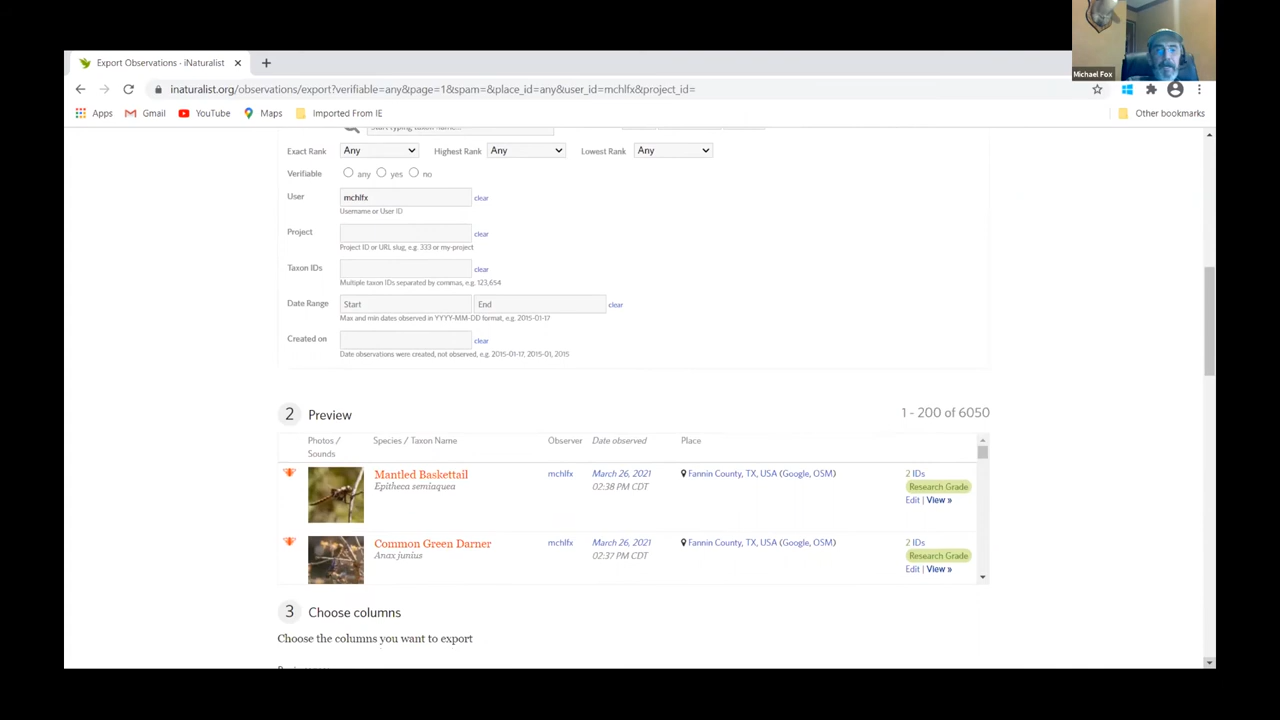 Michael Fox
Export Observations - iNaturalist
inaturalist.org/observations/export?verifiable=any&page=1&spam=&place_id=any&user_id=mchlfx&project_id=
Apps Gmail YouTube Maps Imported From IE Other bookmarks
Start typing taxon name...
Exact Rank Any Highest Rank Any Lowest Rank Any
Verifiable any yes no
User mchlfx clear
Username or User ID
Project clear
Project ID or URL slug, e.g. 333 or my-project
Taxon IDs clear
Multiple taxon IDs separated by commas, e.g. 123,654
Date Range Start End clear
Max and min dates observed in YYYY-MM-DD format, e.g. 2015-01-17
Created on clear
Date observations were created, not observed, e.g. 2015-01-17, 2015-01, 2015
2 Preview 1 - 200 of 6050
Photos / Species / Taxon Name Observer Date observed Place
Sounds
Mantled Baskettail mchlfx March 26, 2021 Fannin County, TX, USA (Google, OSM) 2 IDs
Epitheca semiaquea 02:38 PM CDT Research Grade
Edit | View »
Common Green Darner mchlfx March 26, 2021 Fannin County, TX, USA (Google, OSM) 2 IDs
Anax junius 02:37 PM CDT Research Grade
Edit | View »
3 Choose columns
Choose the columns you want to export